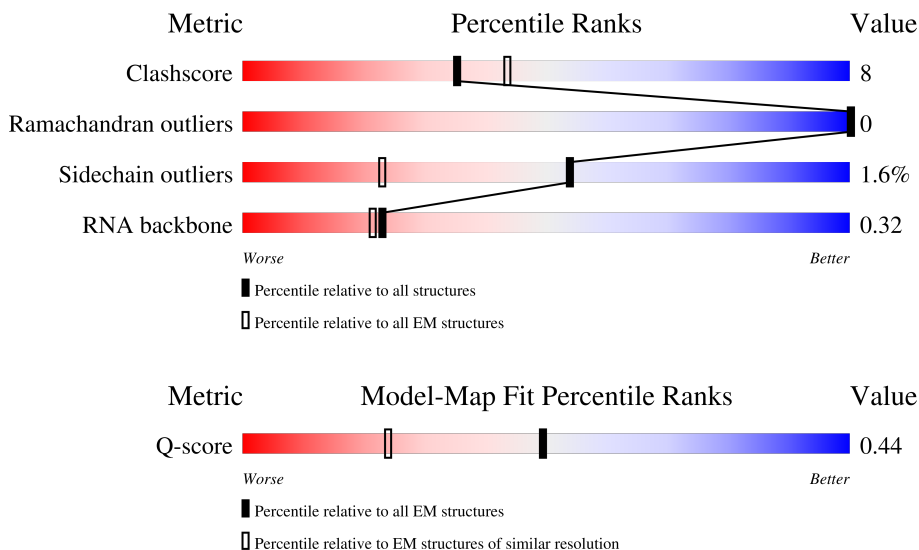 Metric Percentile Ranks Value
Clashscore 8
Ramachandran outliers 0
Sidechain outliers 1.6%
RNA backbone 0.32
Worse Better
Percentile relative to all structures
Percentile relative to all EM structures
Metric Model-Map Fit Percentile Ranks Value
Q-score 0.44
Worse Better
Percentile relative to all EM structures
Percentile relative to EM structures of similar resolution